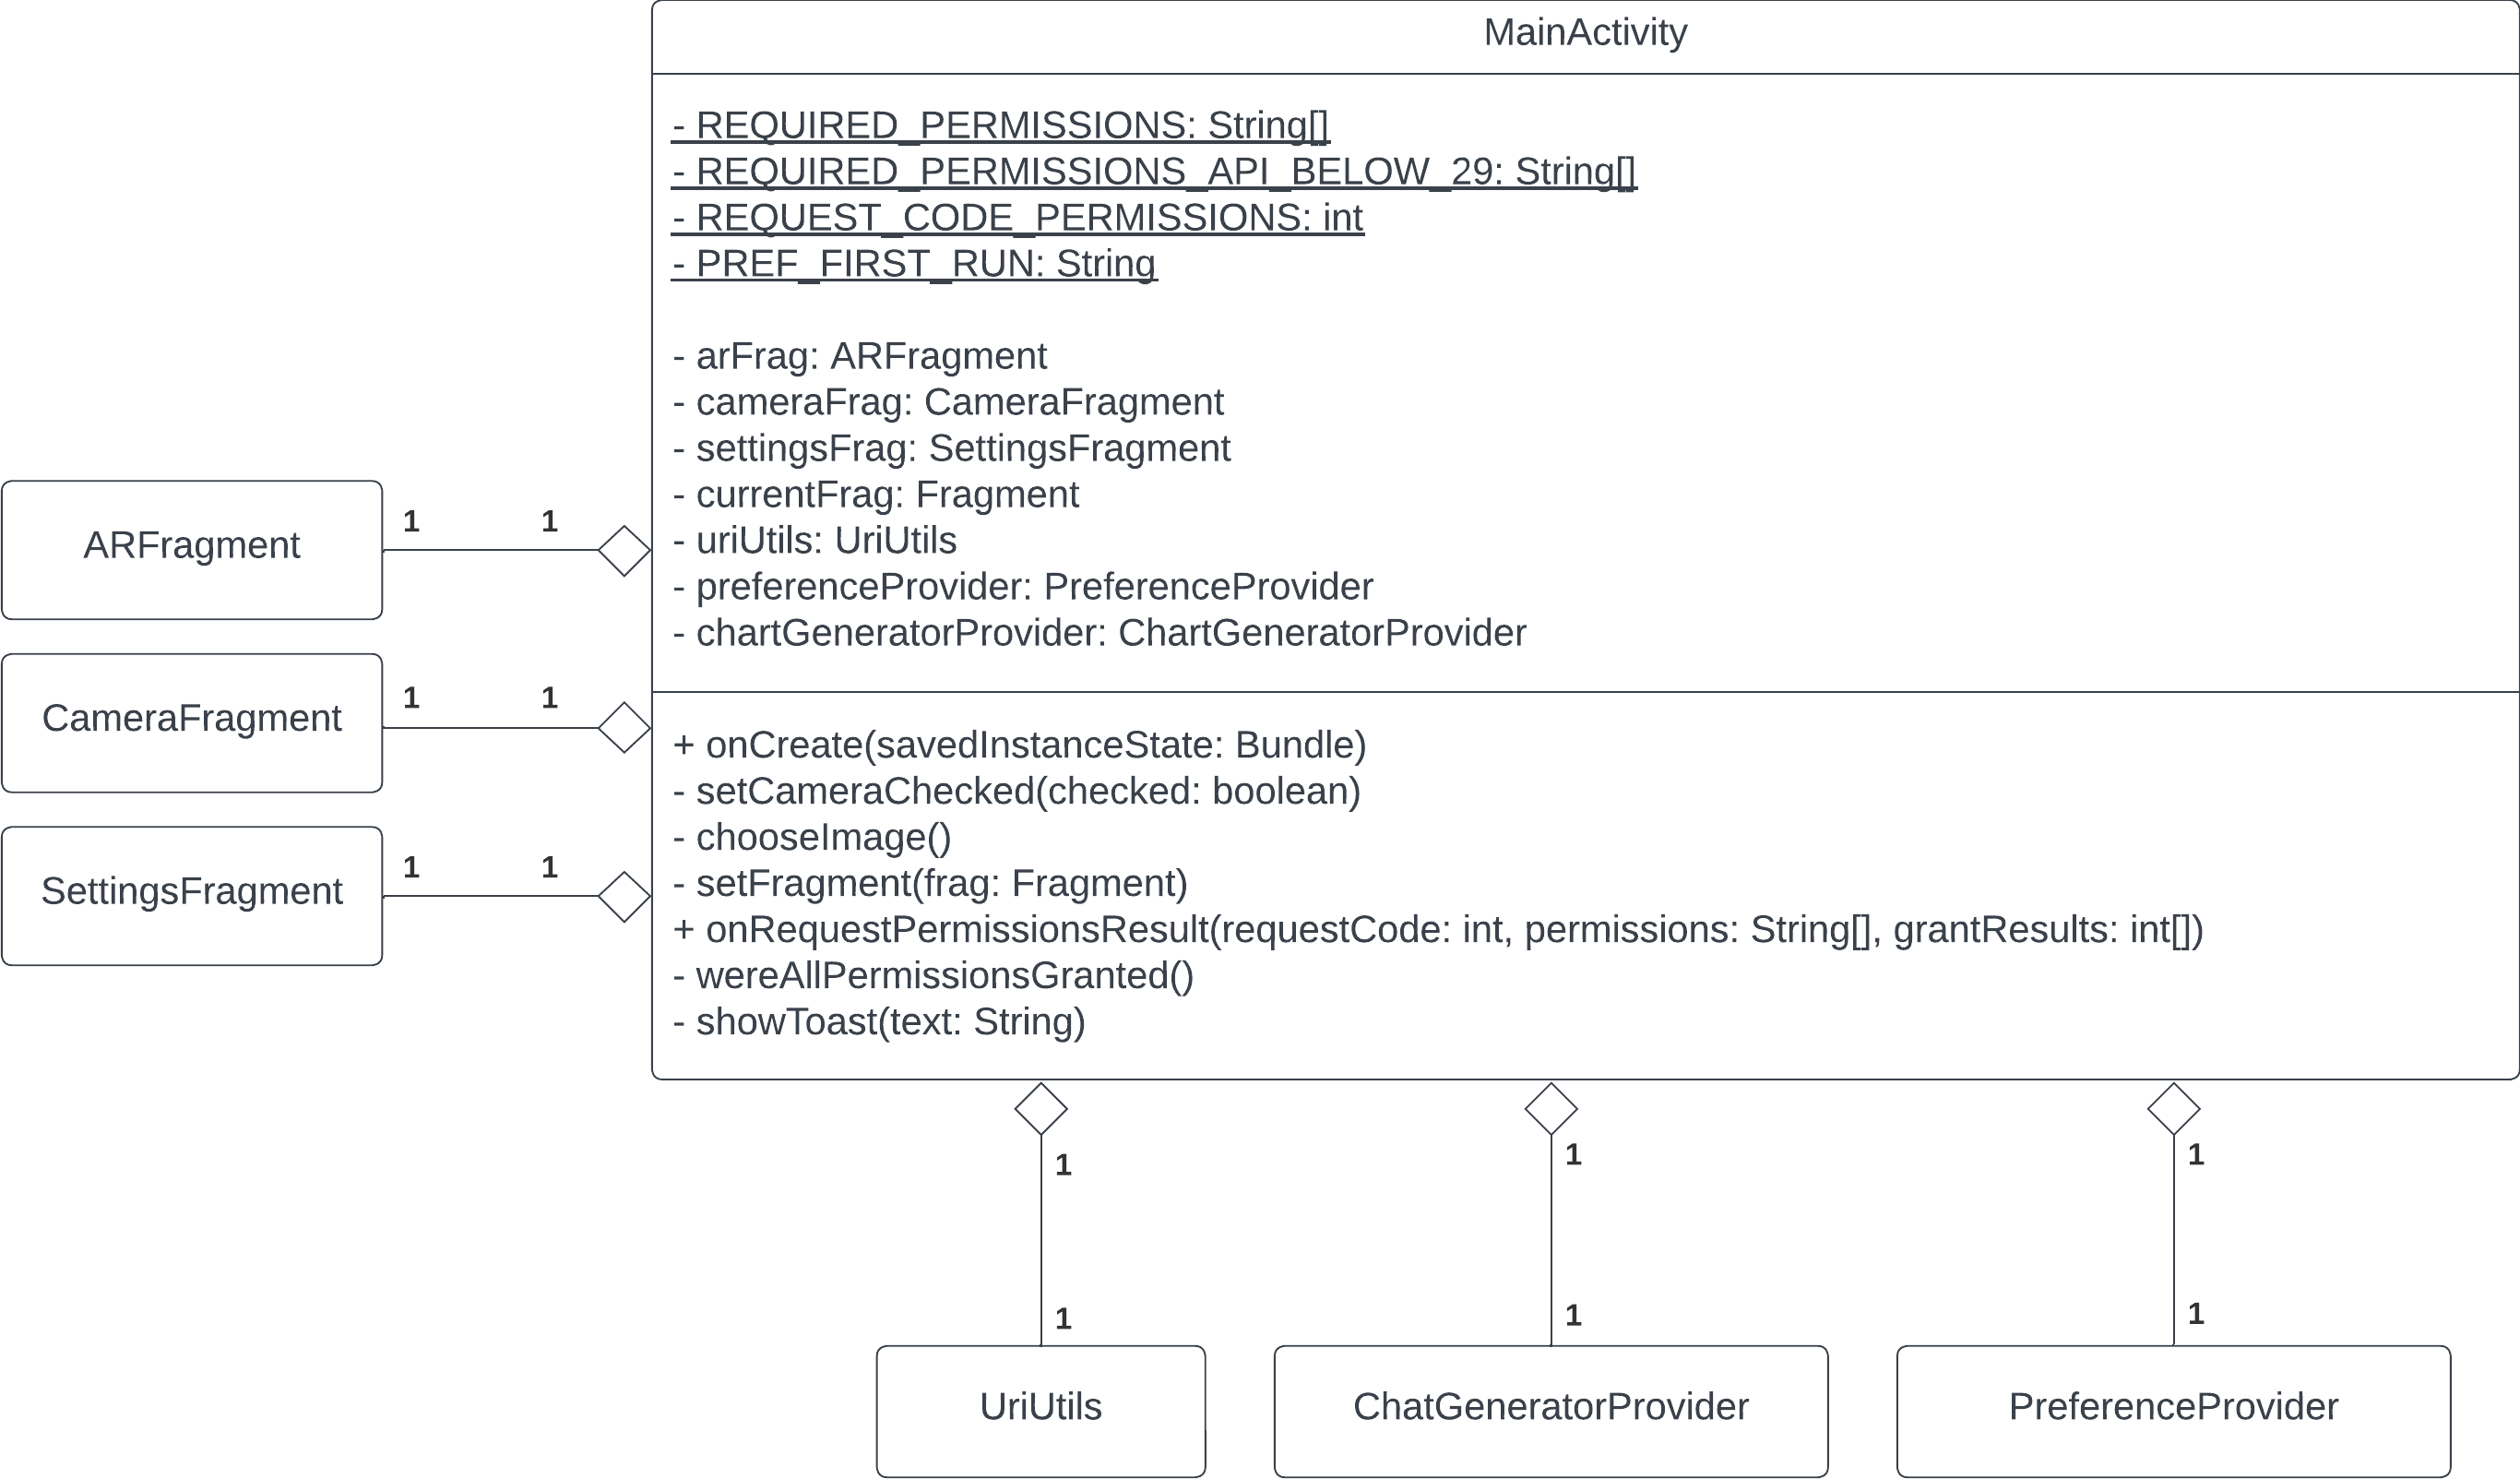 MainActivity
- REQUIRED_PERMISSIONS: String[]
- REQUIRED_PERMISSIONS_API_BELOW_29: String[]
- REQUEST_CODE_PERMISSIONS: int
- PREF_FIRST_RUN: String
- arFrag: ARFragment
- cameraFrag: CameraFragment
- settingsFrag: SettingsFragment
- currentFrag: Fragment
- uriUtils: UriUtils
- preferenceProvider: PreferenceProvider
- chartGeneratorProvider: ChartGeneratorProvider
+ onCreate(savedInstanceState: Bundle)
- setCameraChecked(checked: boolean)
- chooseImage()
- setFragment(frag: Fragment)
+ onRequestPermissionsResult(requestCode: int, permissions: String[], grantResults: int[])
- wereAllPermissionsGranted()
- showToast(text: String)
ARFragment
1 1
CameraFragment
1 1
SettingsFragment
1 1
1
1
UriUtils
1
1
ChatGeneratorProvider
1
1
PreferenceProvider